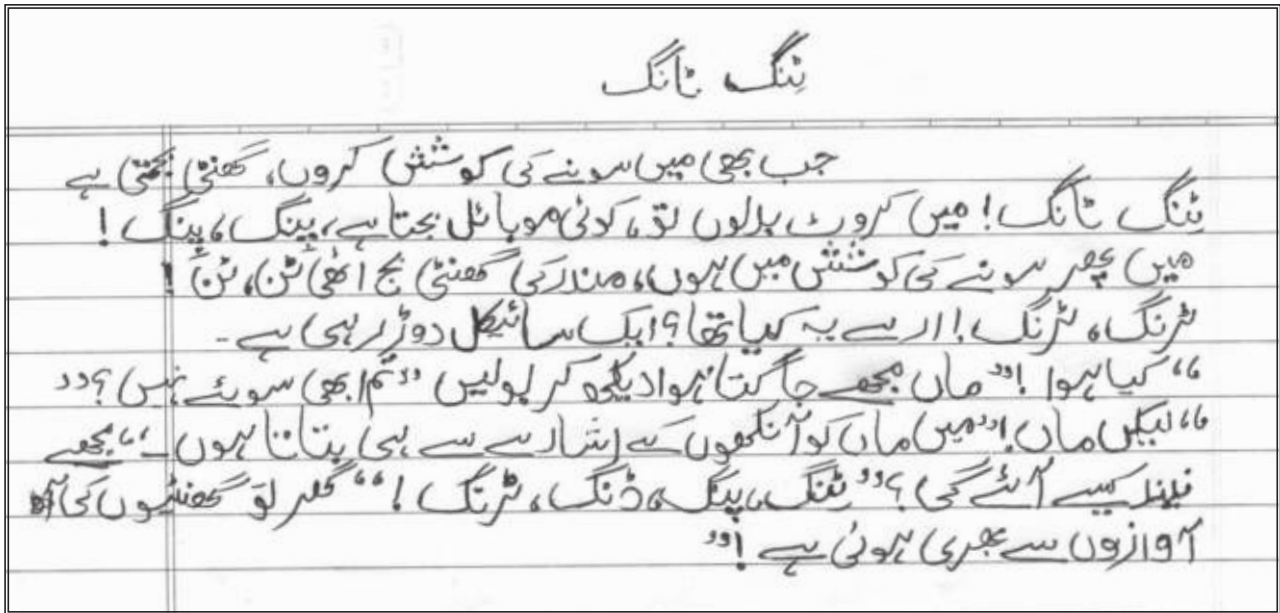 ٹنگ ٹانگ
جب بھی میں سونے کی کوشش کروں، گھنٹی بجتی ہے
ٹنگ ٹانگ! میں کروٹ بدلوں تو، کوئی موبائل بجتا ہے، پینگ، پینگ!
میں پھر سونے کی کوشش میں ہوں، مندر کی گھنٹی بج اٹھی ٹن، ٹن!
ٹرنگ، ٹرنگ! ارے یہ کیا تھا؟ ایک سائیکل دوڑ رہی ہے۔
“کیا ہوا!” ماں مجھے جاگتا ہوا دیکھ کر بولیں “تم ابھی سوئے نہیں؟”
“لیکن ماں!” میں ماں کو آنکھوں کے اشارے سے ہی بتاتا ہوں۔ “مجھے
نیند کیسے آئے گی؟” ٹنگ، پینگ، ڈنگ، ٹرنگ! “گھر تو گھنٹیوں کی
آوازوں سے بھری ہوئی ہے!”